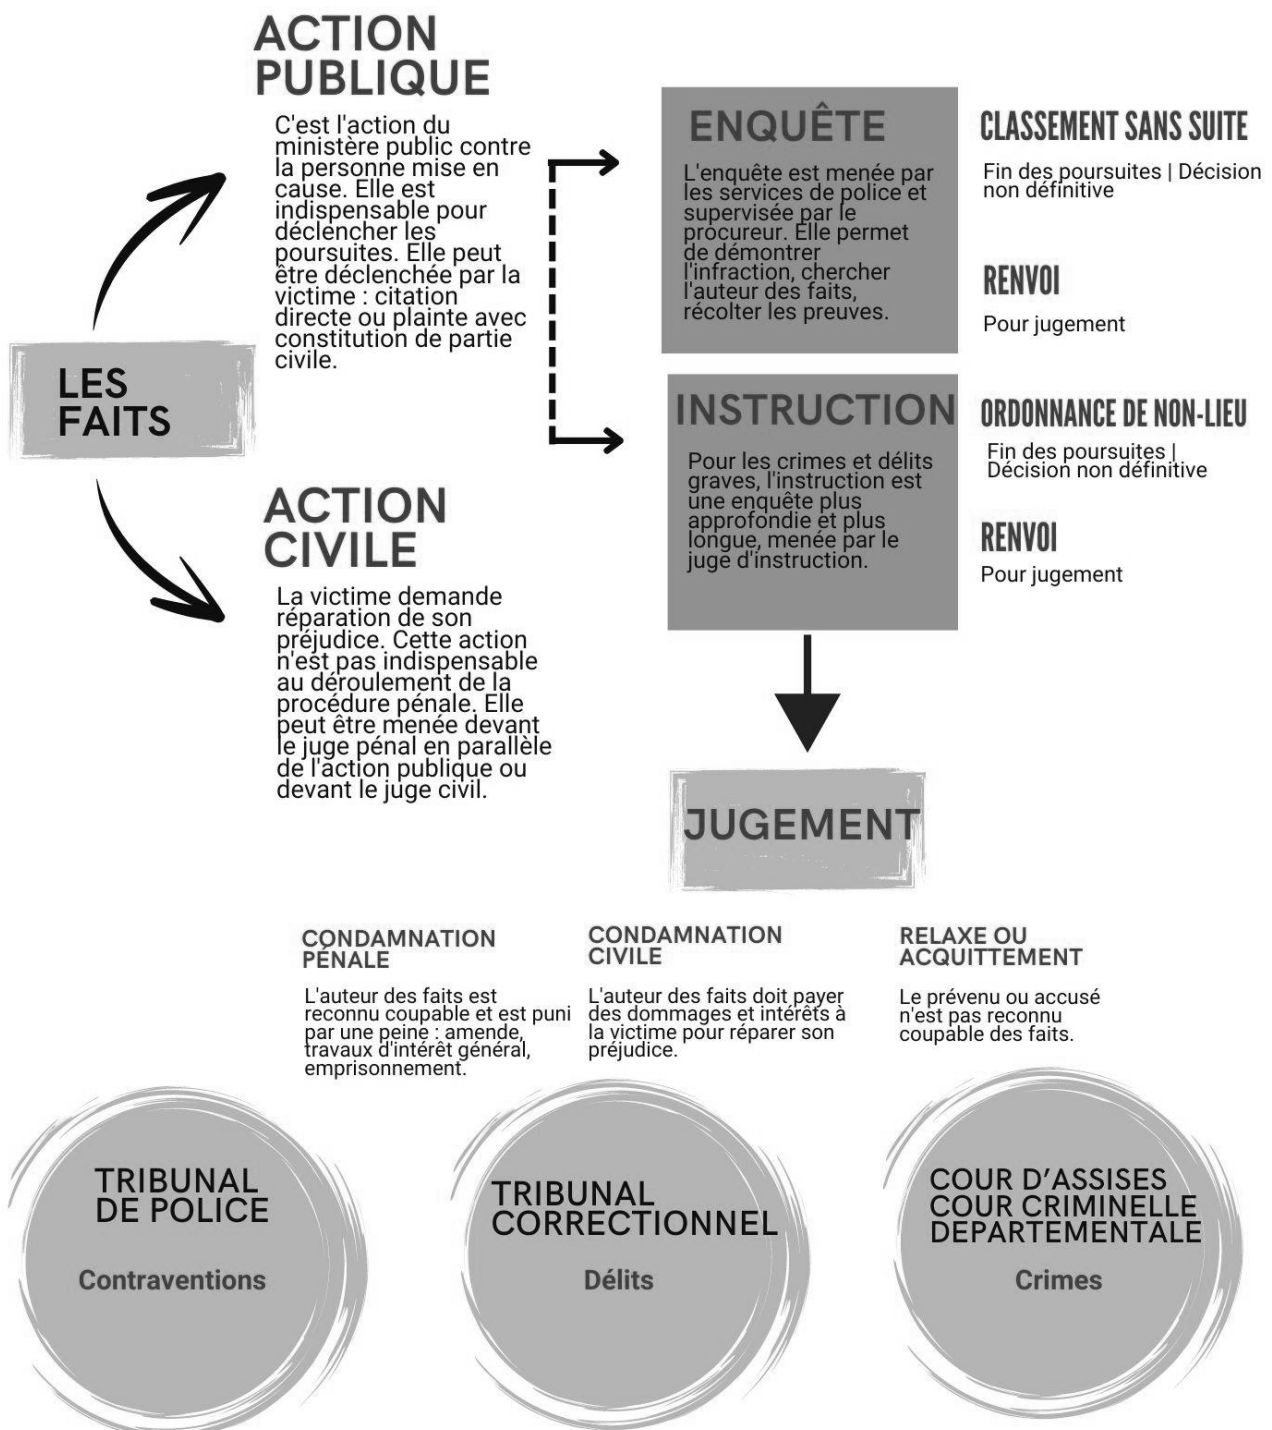 ACTION
PUBLIQUE
C'est l'action du
ministère public contre
la personne mise en
cause. Elle est
indispensable pour
déclencher les
poursuites. Elle peut
être déclenchée par la
victime : citation
directe ou plainte avec
constitution de partie
civile.
ENQUÊTE
L'enquête est menée par
les services de police et
supervisée par le
procureur. Elle permet
de démontrer
l'infraction, chercher
l'auteur des faits,
récolter les preuves.
CLASSEMENT SANS SUITE
Fin des poursuites | Décision
non définitive
RENVOI
Pour jugement
LES
FAITS
INSTRUCTION
Pour les crimes et délits
graves, l'instruction est
une enquête plus
approfondie et plus
longue, menée par le
juge d'instruction.
ORDONNANCE DE NON-LIEU
Fin des poursuites |
Décision non définitive
RENVOI
Pour jugement
ACTION
CIVILE
La victime demande
réparation de son
préjudice. Cette action
n'est pas indispensable
au déroulement de la
procédure pénale. Elle
peut être menée devant
le juge pénal en parallèle
de l'action publique ou
devant le juge civil.
JUGEMENT
CONDAMNATION
PÉNALE
L'auteur des faits est
reconnu coupable et est puni
par une peine : amende,
travaux d'intérêt général,
emprisonnement.
CONDAMNATION
CIVILE
L'auteur des faits doit payer
des dommages et intérêts à
la victime pour réparer son
préjudice.
RELAXE OU
ACQUITTEMENT
Le prévenu ou accusé
n'est pas reconnu
coupable des faits.
TRIBUNAL
DE POLICE
Contraventions
TRIBUNAL
CORRECTIONNEL
Délits
COUR D'ASSISES
COUR CRIMINELLE
DEPARTEMENTALE
Crimes